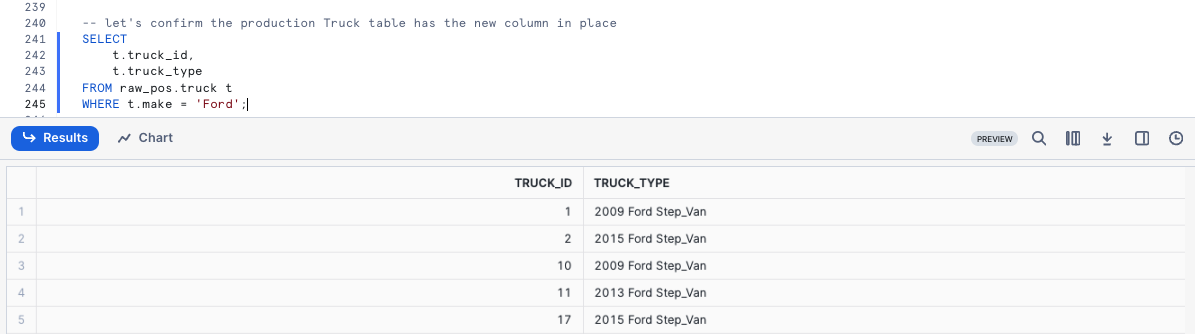 239
240 -- let's confirm the production Truck table has the new column in place
241 SELECT
242 t.truck_id,
243 t.truck_type
244 FROM raw_pos.truck t
245 WHERE t.make = 'Ford';
Results Chart PREVIEW
TRUCK_ID TRUCK_TYPE
1 1 2009 Ford Step_Van
2 2 2015 Ford Step_Van
3 10 2009 Ford Step_Van
4 11 2013 Ford Step_Van
5 17 2015 Ford Step_Van